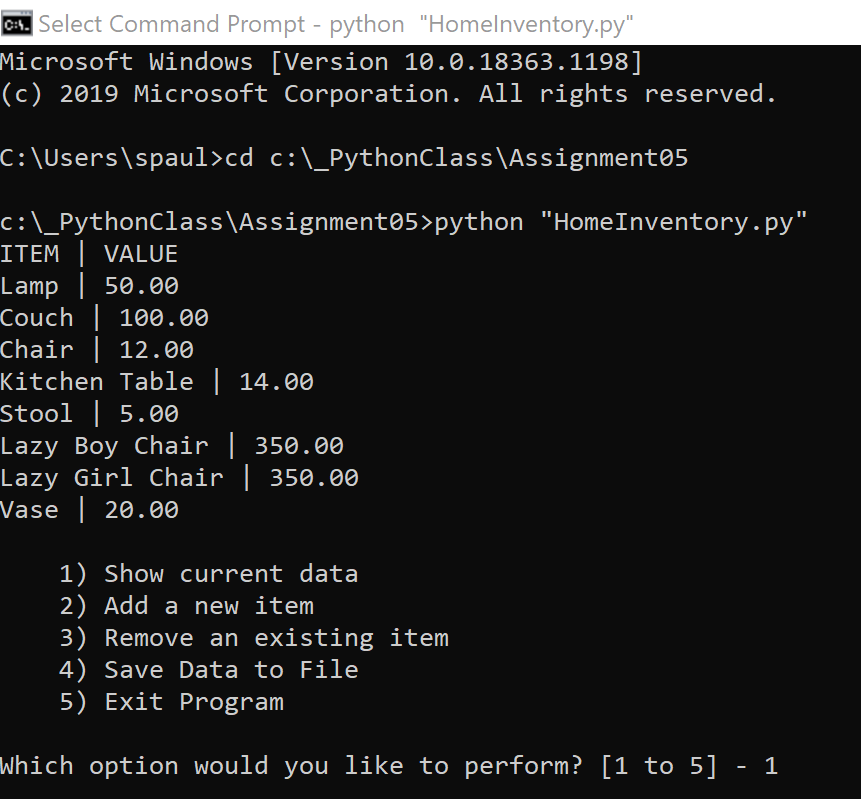 Select Command Prompt - python "HomeInventory.py"
Microsoft Windows [Version 10.0.18363.1198]
(c) 2019 Microsoft Corporation. All rights reserved.
C:\Users\spaul>cd c:\_PythonClass\Assignment05
c:\_PythonClass\Assignment05>python "HomeInventory.py"
ITEM | VALUE
Lamp | 50.00
Couch | 100.00
Chair | 12.00
Kitchen Table | 14.00
Stool | 5.00
Lazy Boy Chair | 350.00
Lazy Girl Chair | 350.00
Vase | 20.00
1) Show current data
2) Add a new item
3) Remove an existing item
4) Save Data to File
5) Exit Program
Which option would you like to perform? [1 to 5] - 1